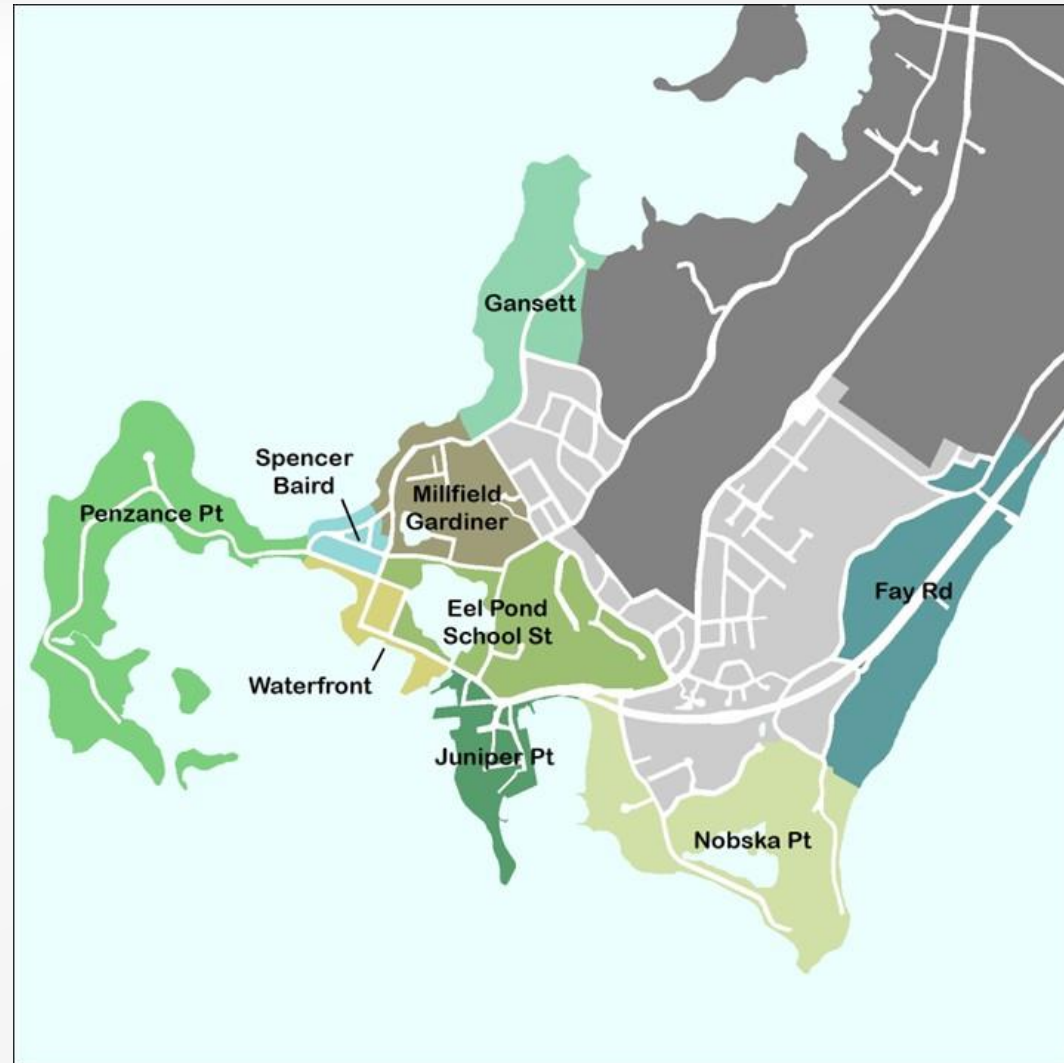 Gansett
Spencer
Baird
Penzance Pt
Millfield
Gardiner
Fay Rd
Eel Pond
School St
Waterfront
Juniper Pt
Nobska Pt